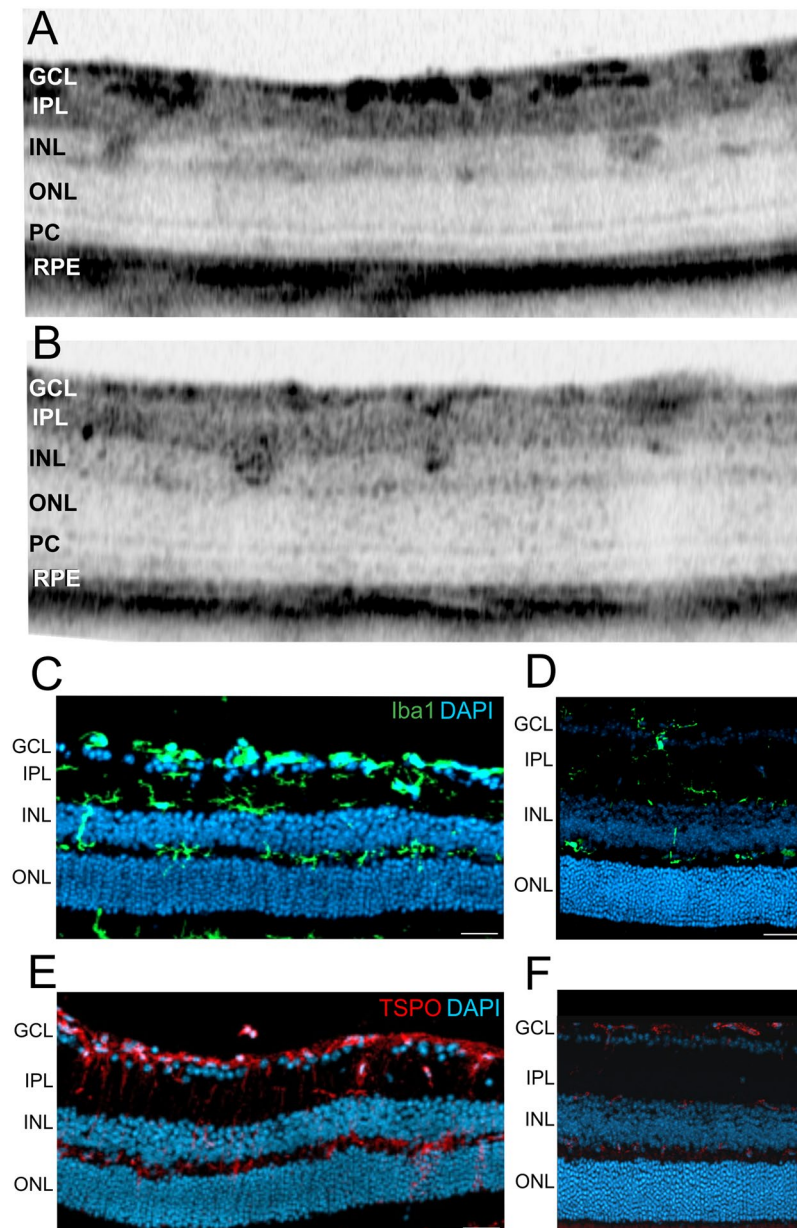 A
GCL
IPL
INL
ONL
PC
RPE
B
GCL
IPL
INL
ONL
PC
RPE
C
Iba1 DAPI
GCL
IPL
INL
ONL
D
GCL
IPL
INL
ONL
E
TSPO DAPI
GCL
IPL
INL
ONL
F
GCL
IPL
INL
ONL